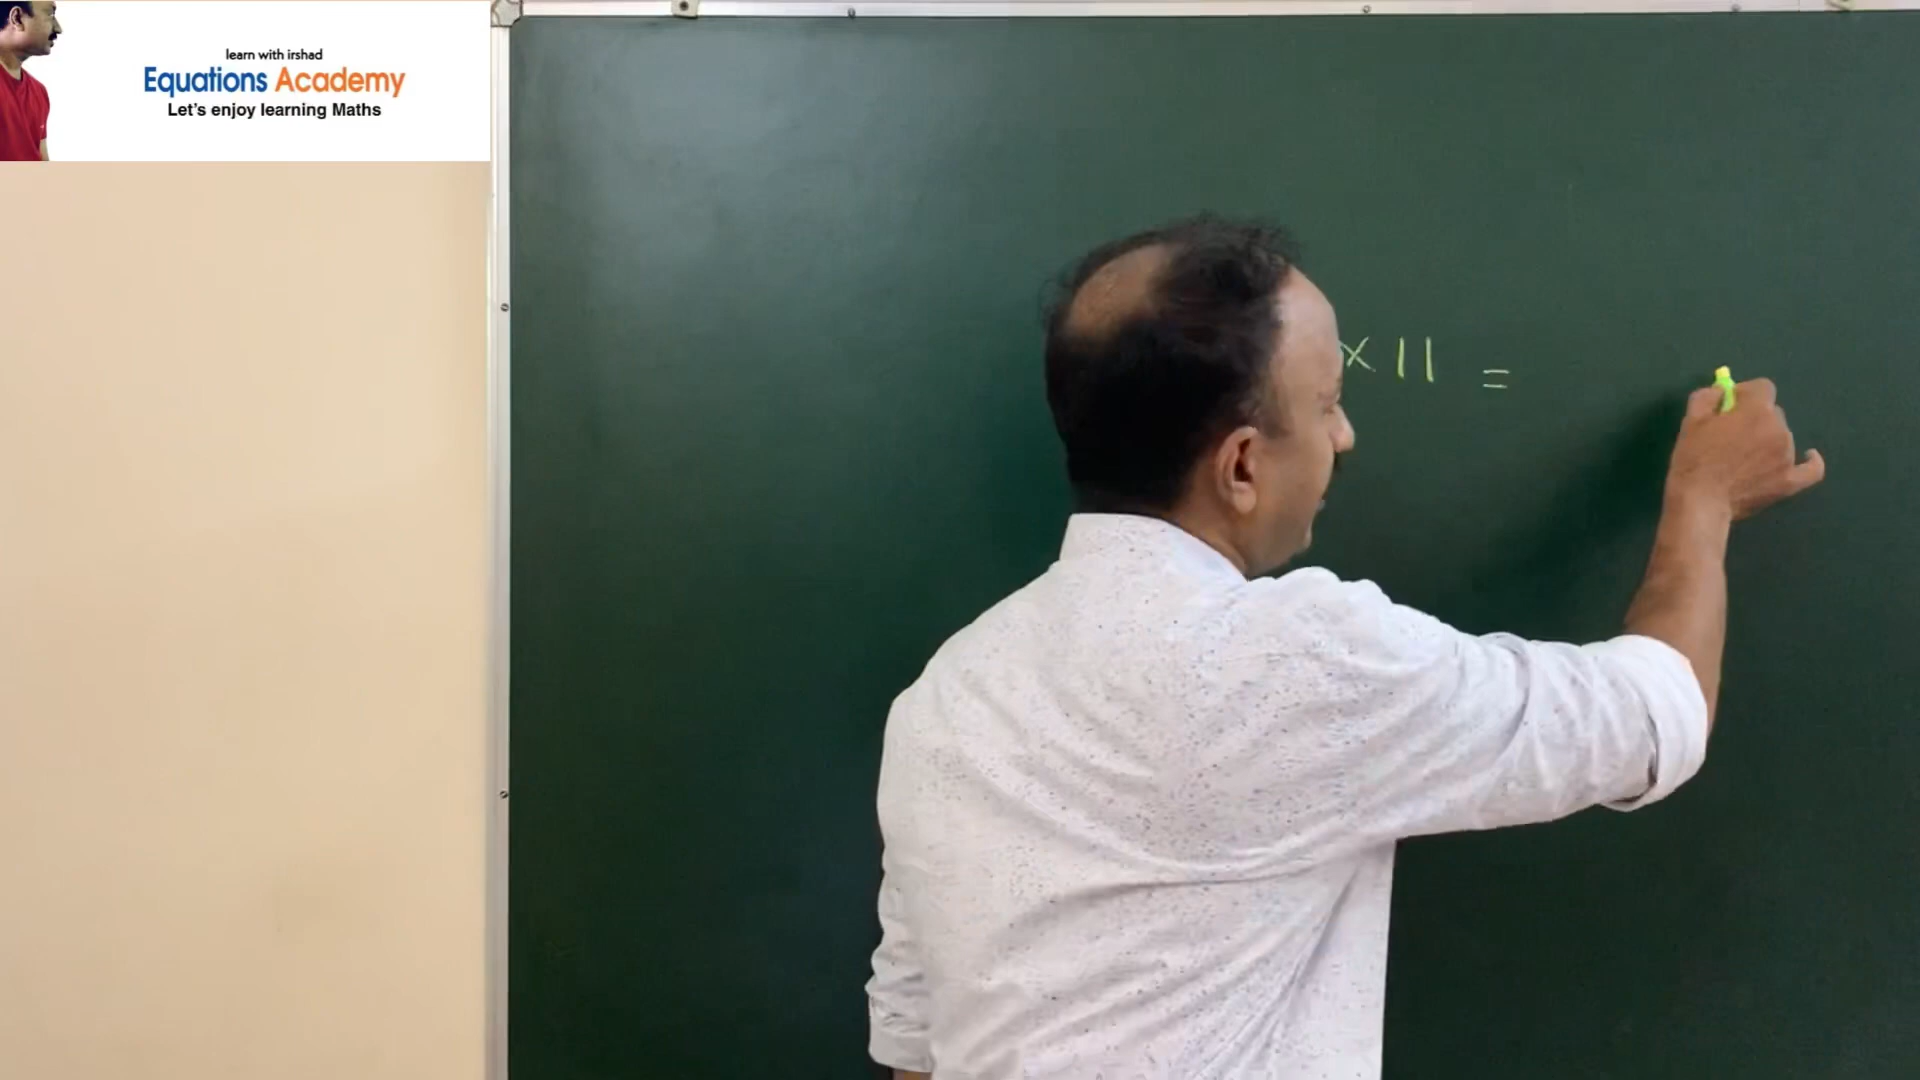 learn with irshad
Equations Academy
Let's enjoy learning Maths
× 11 =